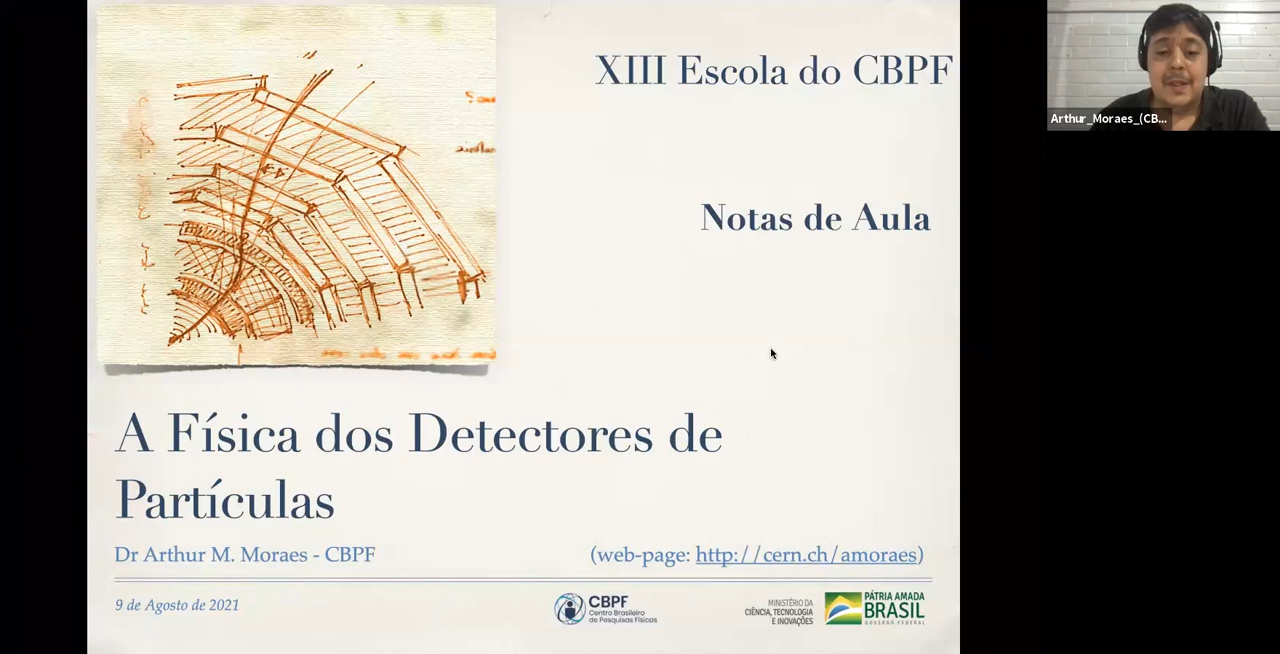 XIII Escola do CBPF
Notas de Aula
A Física dos Detectores de
Partículas
Dr Arthur M. Moraes - CBPF
(web-page: http://cern.ch/amoraes)
9 de Agosto de 2021
CBPF
Centro Brasileiro
de Pesquisas Físicas
MINISTÉRIO DA
CIÊNCIA, TECNOLOGIA
E INOVAÇÕES
PÁTRIA AMADA
BRASIL
GOVERNO FEDERAL
Arthur_Moraes_(CB...